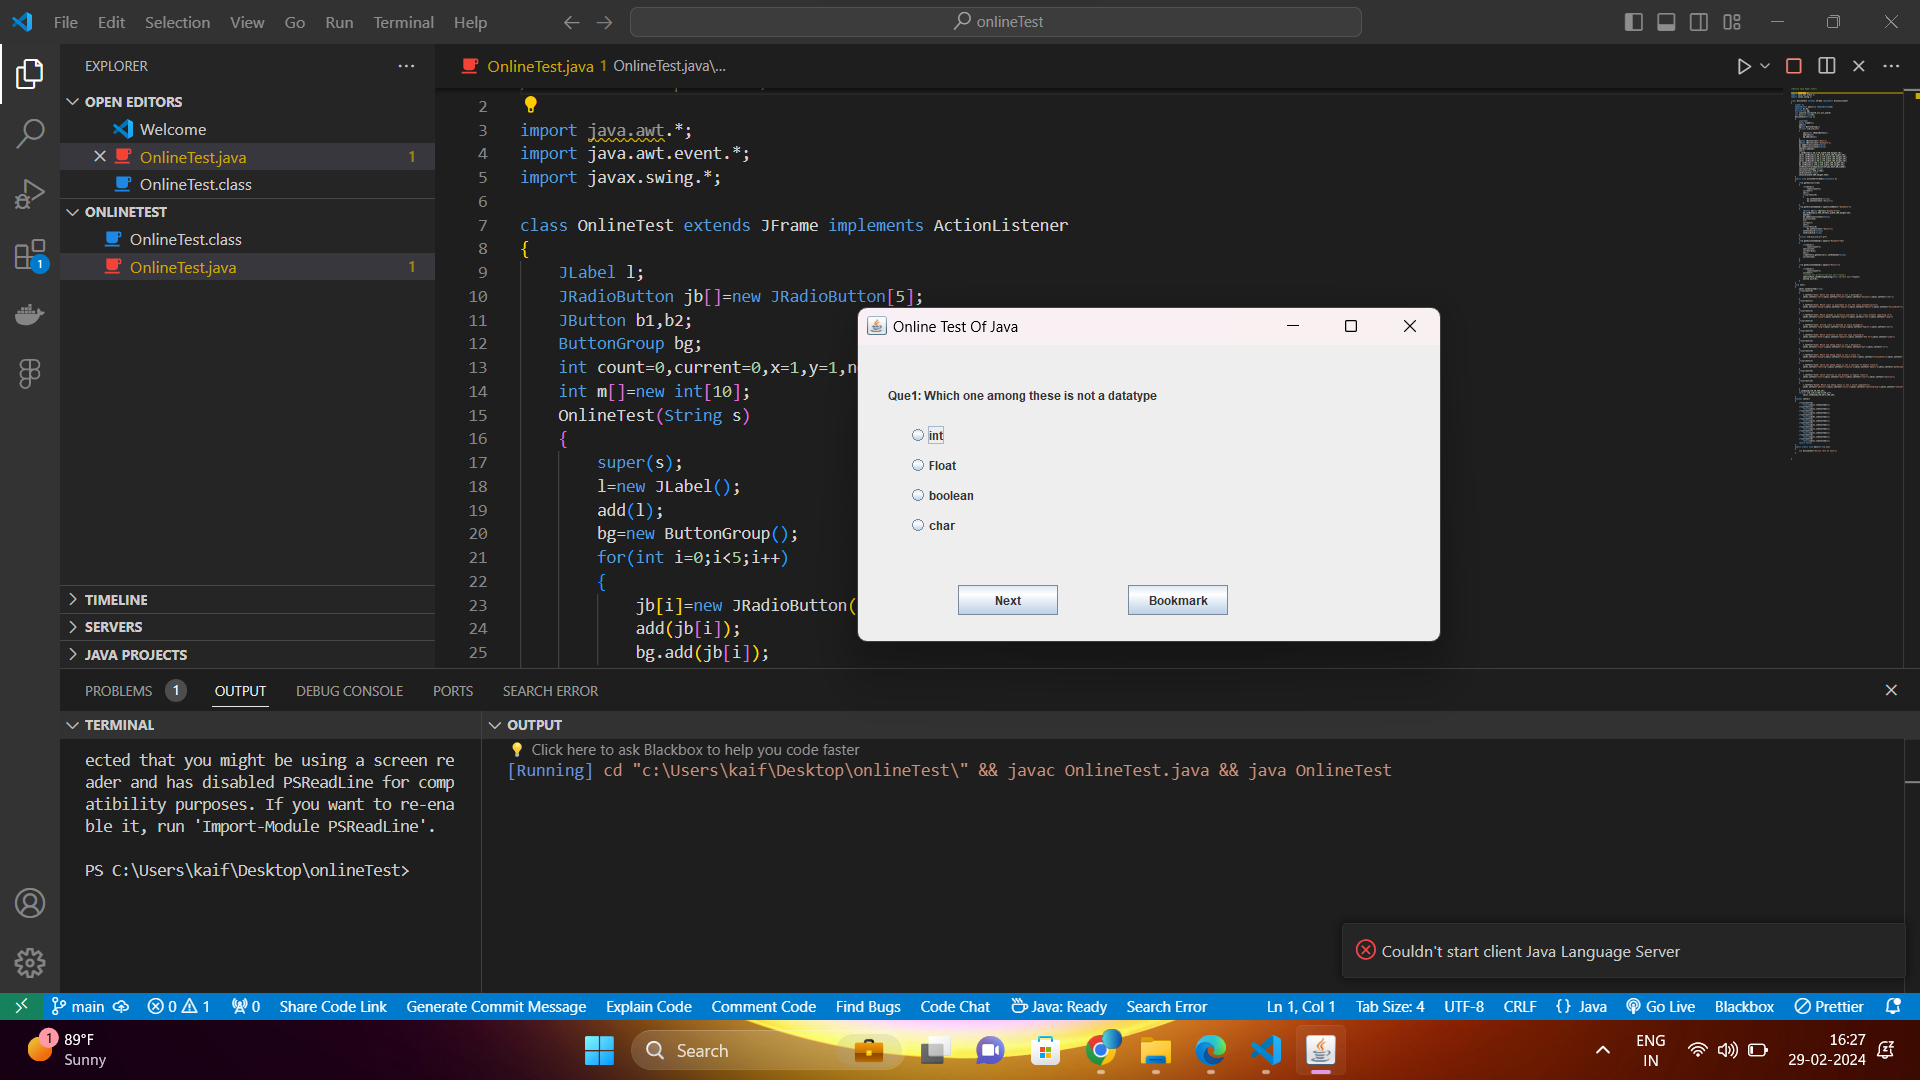 File Edit Selection View Go Run Terminal Help
onlineTest
EXPLORER
OPEN EDITORS
Welcome
OnlineTest.java 1
OnlineTest.class
ONLINETEST
OnlineTest.class
OnlineTest.java 1
TIMELINE
SERVERS
JAVA PROJECTS
OnlineTest.java 1 OnlineTest.java\...
2
3 import java.awt.*;
4 import java.awt.event.*;
5 import javax.swing.*;
6
7 class OnlineTest extends JFrame implements ActionListener
8 {
9 JLabel l;
10 JRadioButton jb[]=new JRadioButton[5];
11 JButton b1,b2;
12 ButtonGroup bg;
13 int count=0,current=0,x=1,y=1,n
14 int m[]=new int[10];
15 OnlineTest(String s)
16 {
17 super(s);
18 l=new JLabel();
19 add(l);
20 bg=new ButtonGroup();
21 for(int i=0;i<5;i++)
22 {
23 jb[i]=new JRadioButton(
24 add(jb[i]);
25 bg.add(jb[i]);
Online Test Of Java
Que1: Which one among these is not a datatype
int
Float
boolean
char
Next Bookmark
PROBLEMS 1 OUTPUT DEBUG CONSOLE PORTS SEARCH ERROR
TERMINAL
ected that you might be using a screen re
ader and has disabled PSReadLine for comp
atibility purposes. If you want to re-ena
ble it, run 'Import-Module PSReadLine'.
PS C:\Users\kaif\Desktop\onlineTest>
OUTPUT
Click here to ask Blackbox to help you code faster
[Running] cd "c:\Users\kaif\Desktop\onlineTest\" && javac OnlineTest.java && java OnlineTest
Couldn't start client Java Language Server
main 0 1 0 Share Code Link Generate Commit Message Explain Code Comment Code Find Bugs Code Chat Java: Ready Search Error Ln 1, Col 1 Tab Size: 4 UTF-8 CRLF {} Java Go Live Blackbox Prettier
1 89°F
Sunny
Search
ENG
IN
16:27
29-02-2024